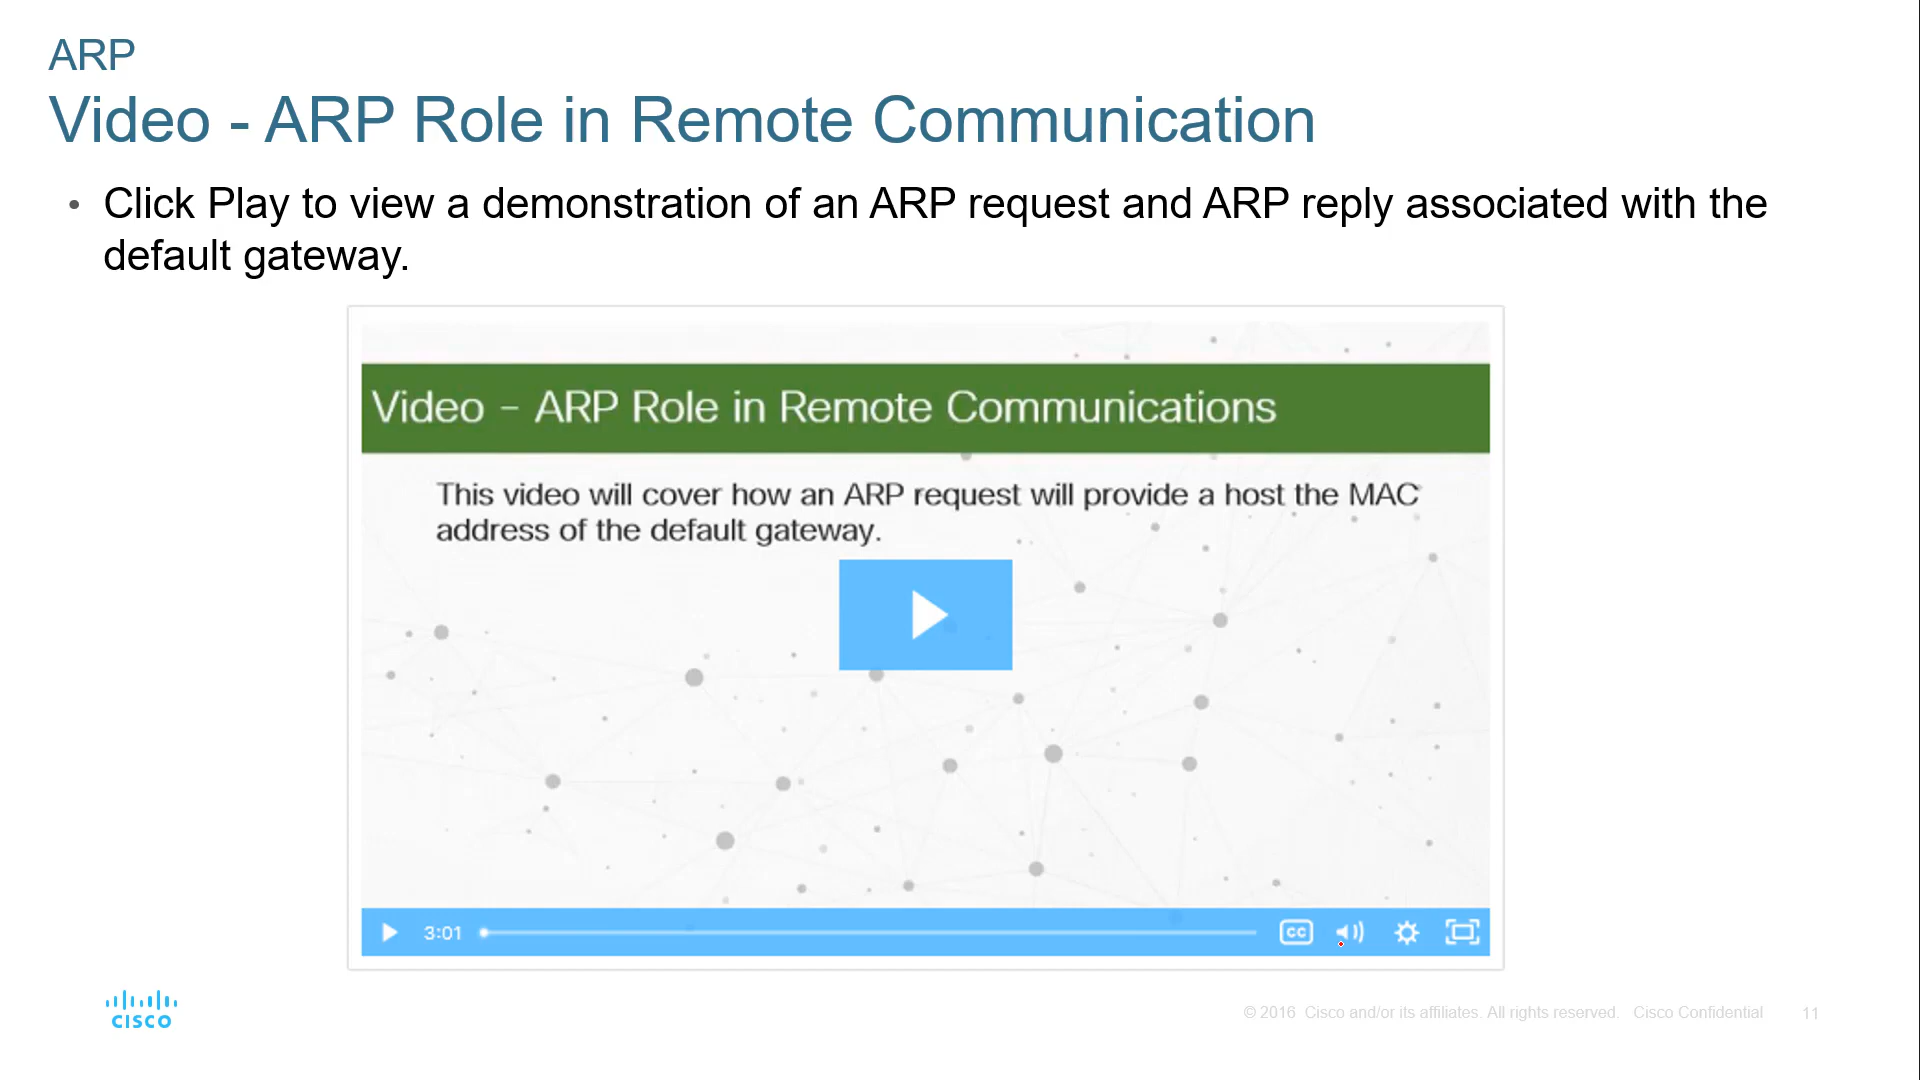 ARP
Video - ARP Role in Remote Communication
• Click Play to view a demonstration of an ARP request and ARP reply associated with the
default gateway.
Video – ARP Role in Remote Communications
This video will cover how an ARP request will provide a host the MAC
address of the default gateway.
3:01
CC
CISCO
© 2016 Cisco and/or its affiliates. All rights reserved. Cisco Confidential
11